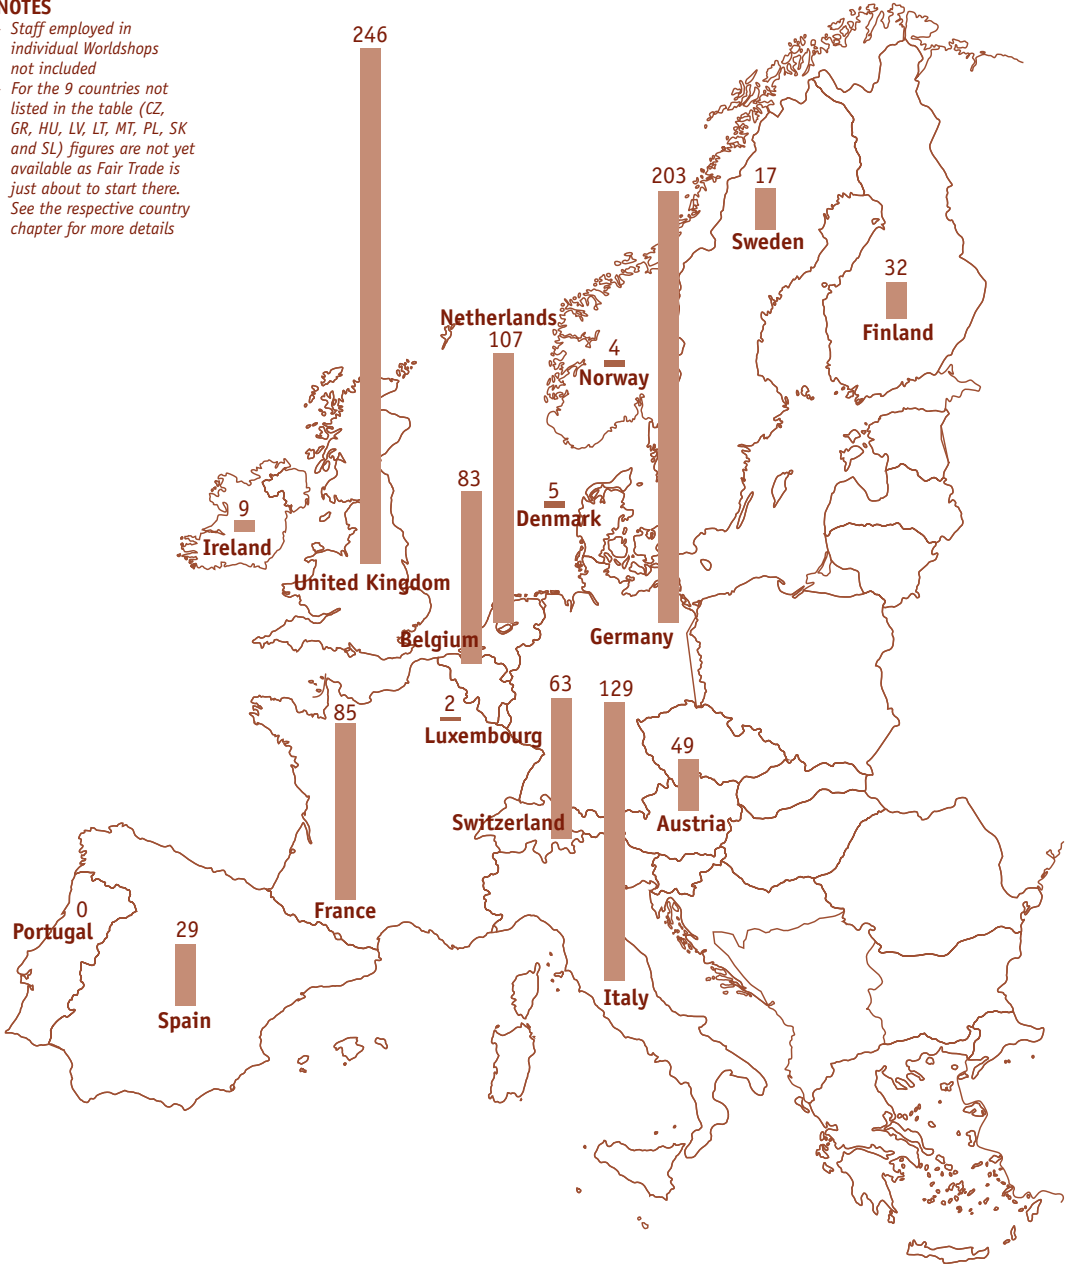 NOTES
Staff employed in
individual Worldshops
not included
For the 9 countries not
listed in the table (CZ,
GR, HU, LV, LT, MT, PL, SK
and SL) figures are not yet
available as Fair Trade is
just about to start there.
See the respective country
chapter for more details
246
United Kingdom
203
Germany
17
Sweden
32
Finland
Netherlands
107
4
Norway
83
Belgium
5
Denmark
9
Ireland
63
Switzerland
129
Italy
2
Luxembourg
85
France
49
Austria
0
Portugal
29
Spain